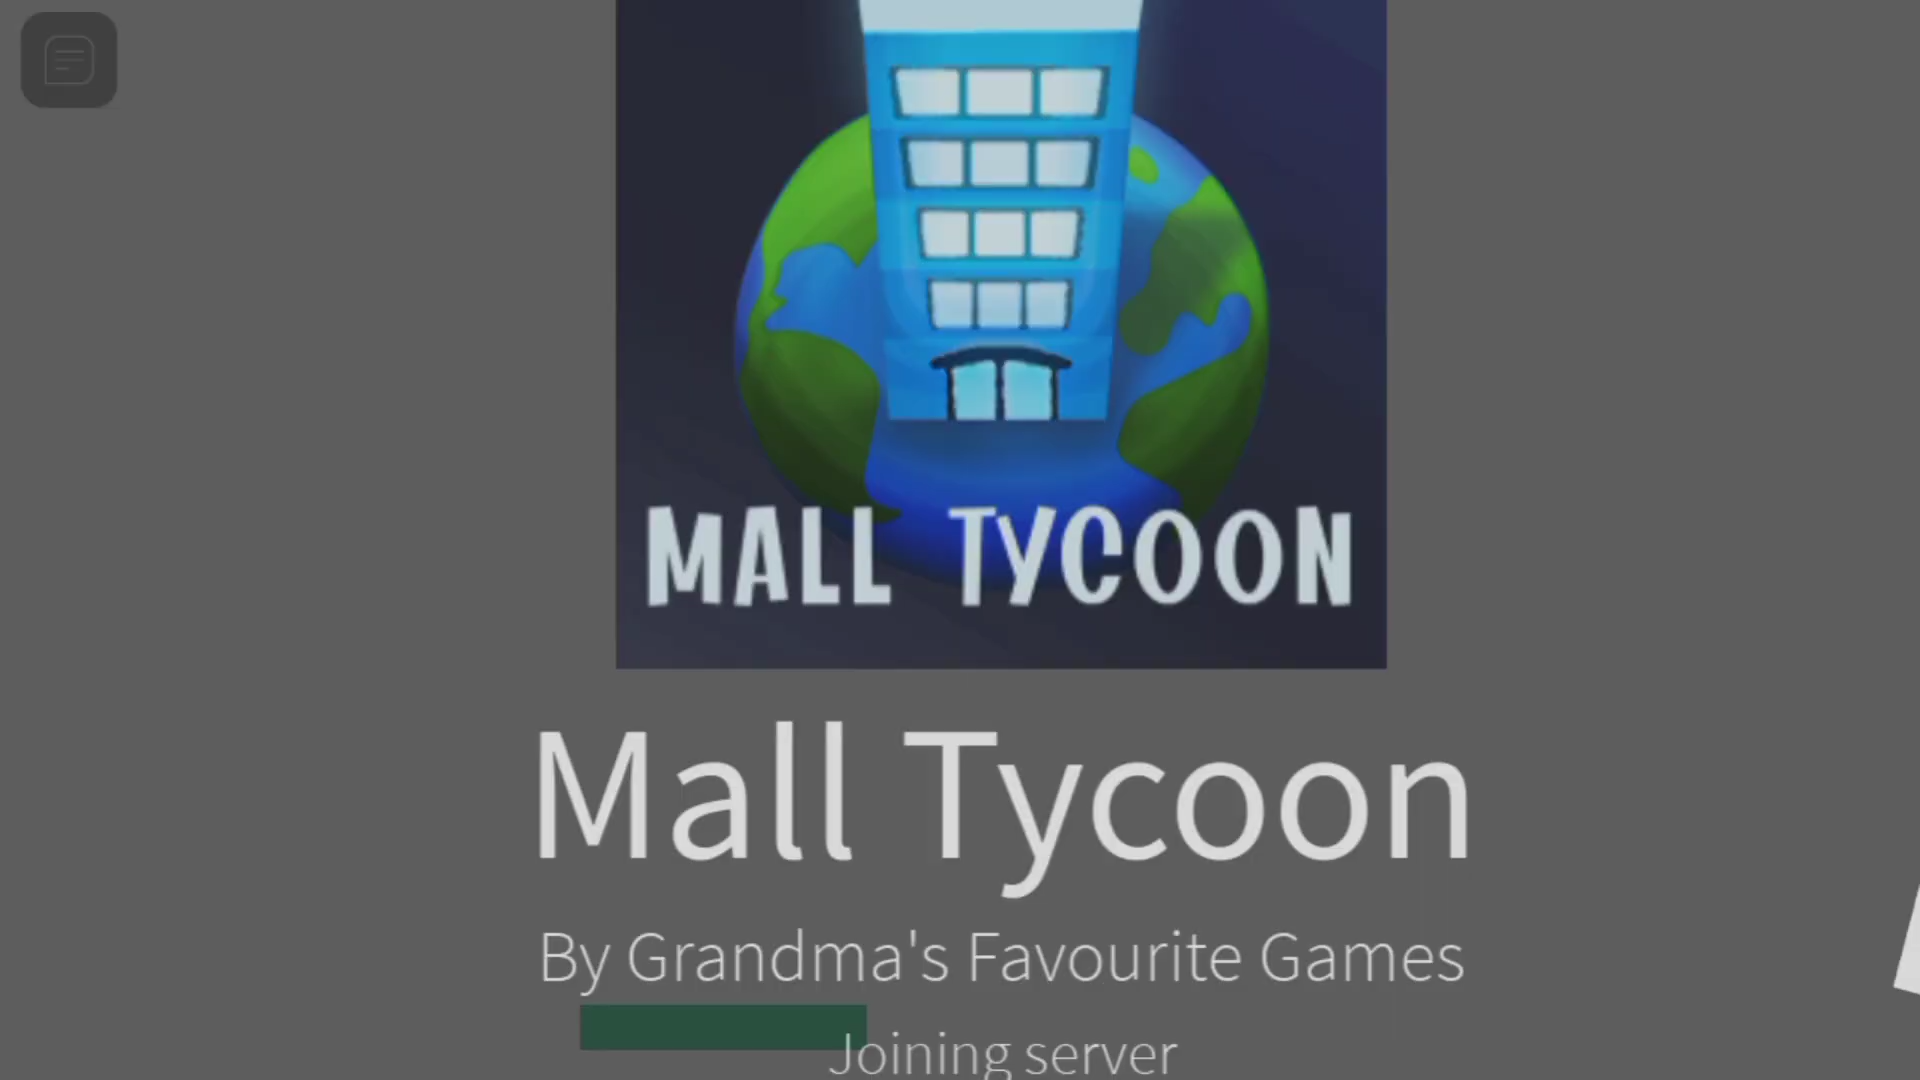 MALL TYCOON
Mall Tycoon
By Grandma's Favourite Games
Joining server